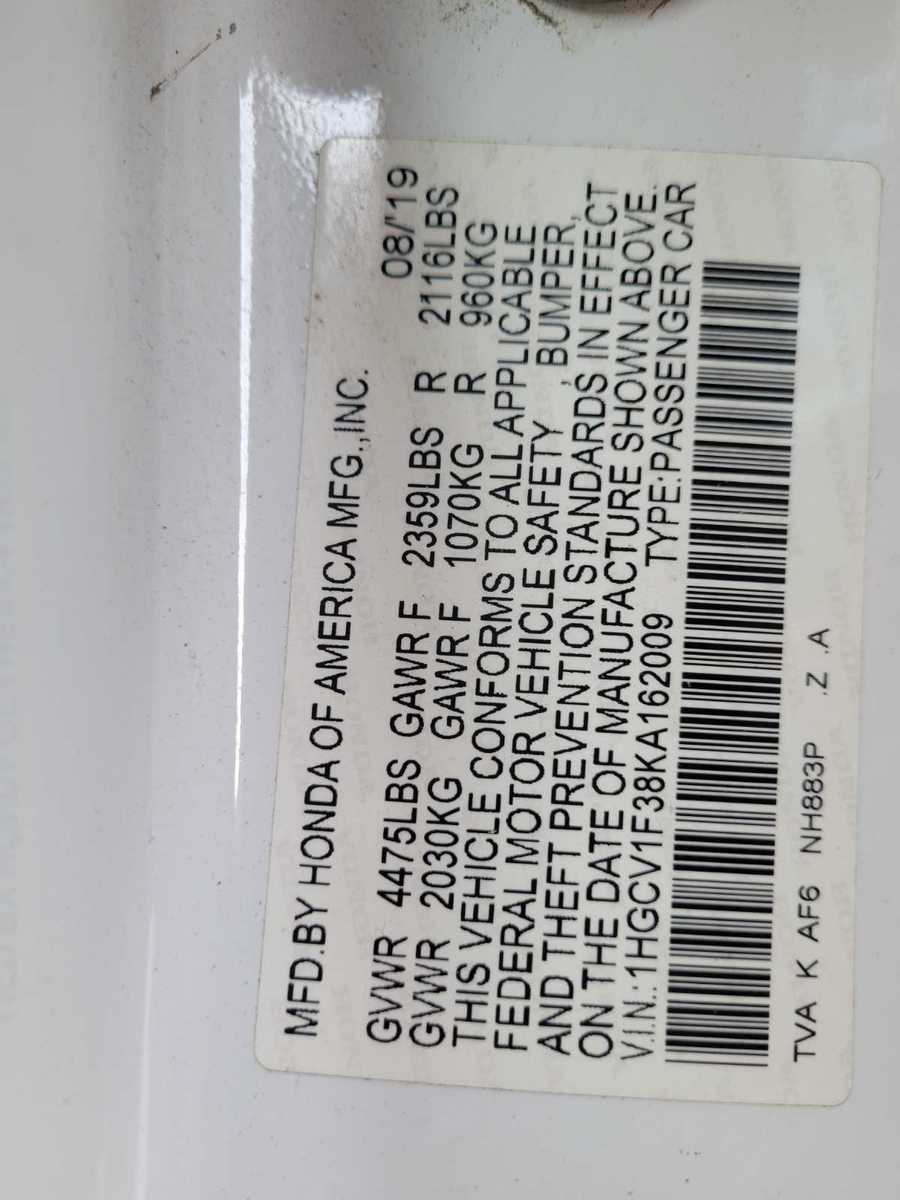 MFD.BY HONDA OF AMERICA MFG.,INC. 08/'19
GVWR 4475LBS GAWR F 2359LBS R 2116LBS
GVWR 2030KG GAWR F 1070KG R 960KG
THIS VEHICLE CONFORMS TO ALL APPLICABLE
FEDERAL MOTOR VEHICLE SAFETY , BUMPER,
AND THEFT PREVENTION STANDARDS IN EFFECT
ON THE DATE OF MANUFACTURE SHOWN ABOVE.
V.I.N.:1HGCV1F38KA162009 TYPE:PASSENGER CAR
TVA K AF6 NH883P .Z .A